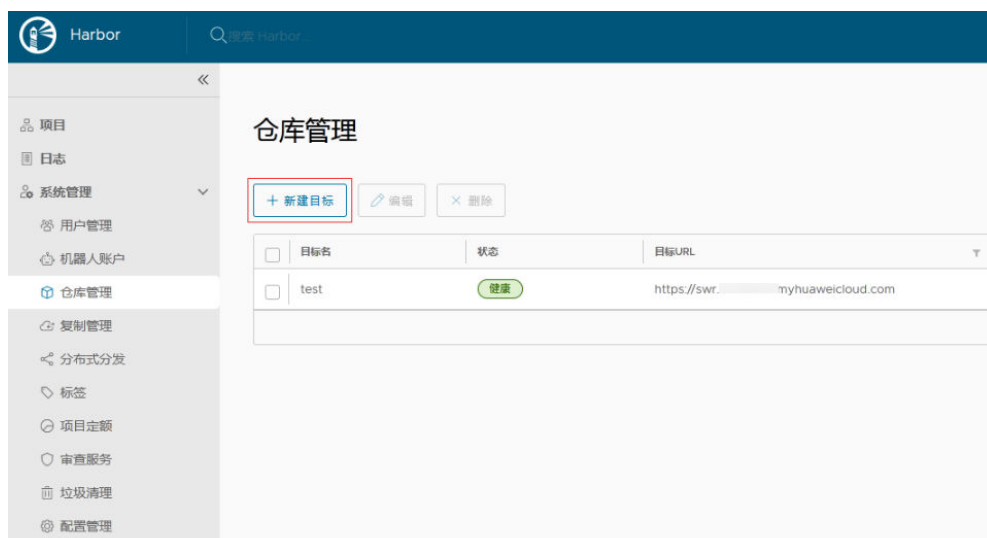 Harbor
搜索 Harbor...
项目
日志
系统管理
用户管理
机器人账户
仓库管理
复制管理
分布式分发
标签
项目定额
审查服务
垃圾清理
配置管理
仓库管理
+ 新建目标 编辑 × 删除
目标名 状态 目标URL
test 健康 https://swr. myhuaweicloud.com